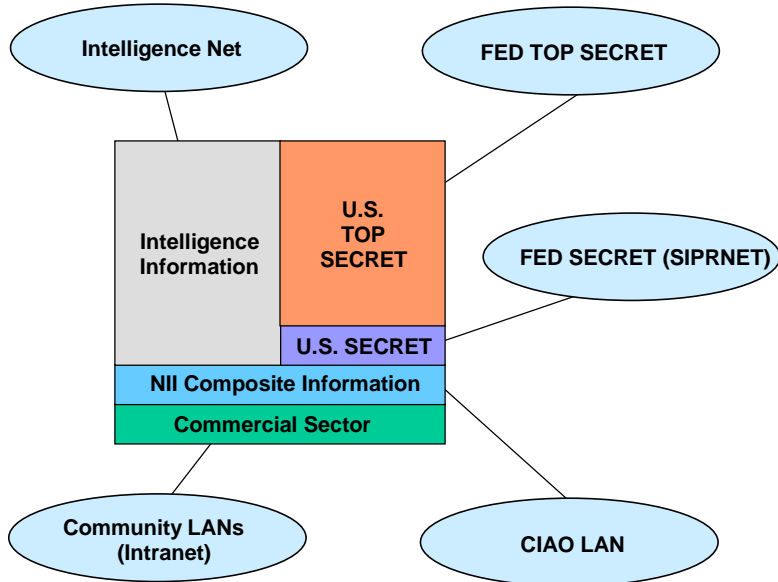 Intelligence Net
FED TOP SECRET
U.S.
TOP
SECRET
Intelligence
Information
FED SECRET (SIPRNET)
U.S. SECRET
NII Composite Information
Commercial Sector
Community LANs
(Intranet)
CIAO LAN